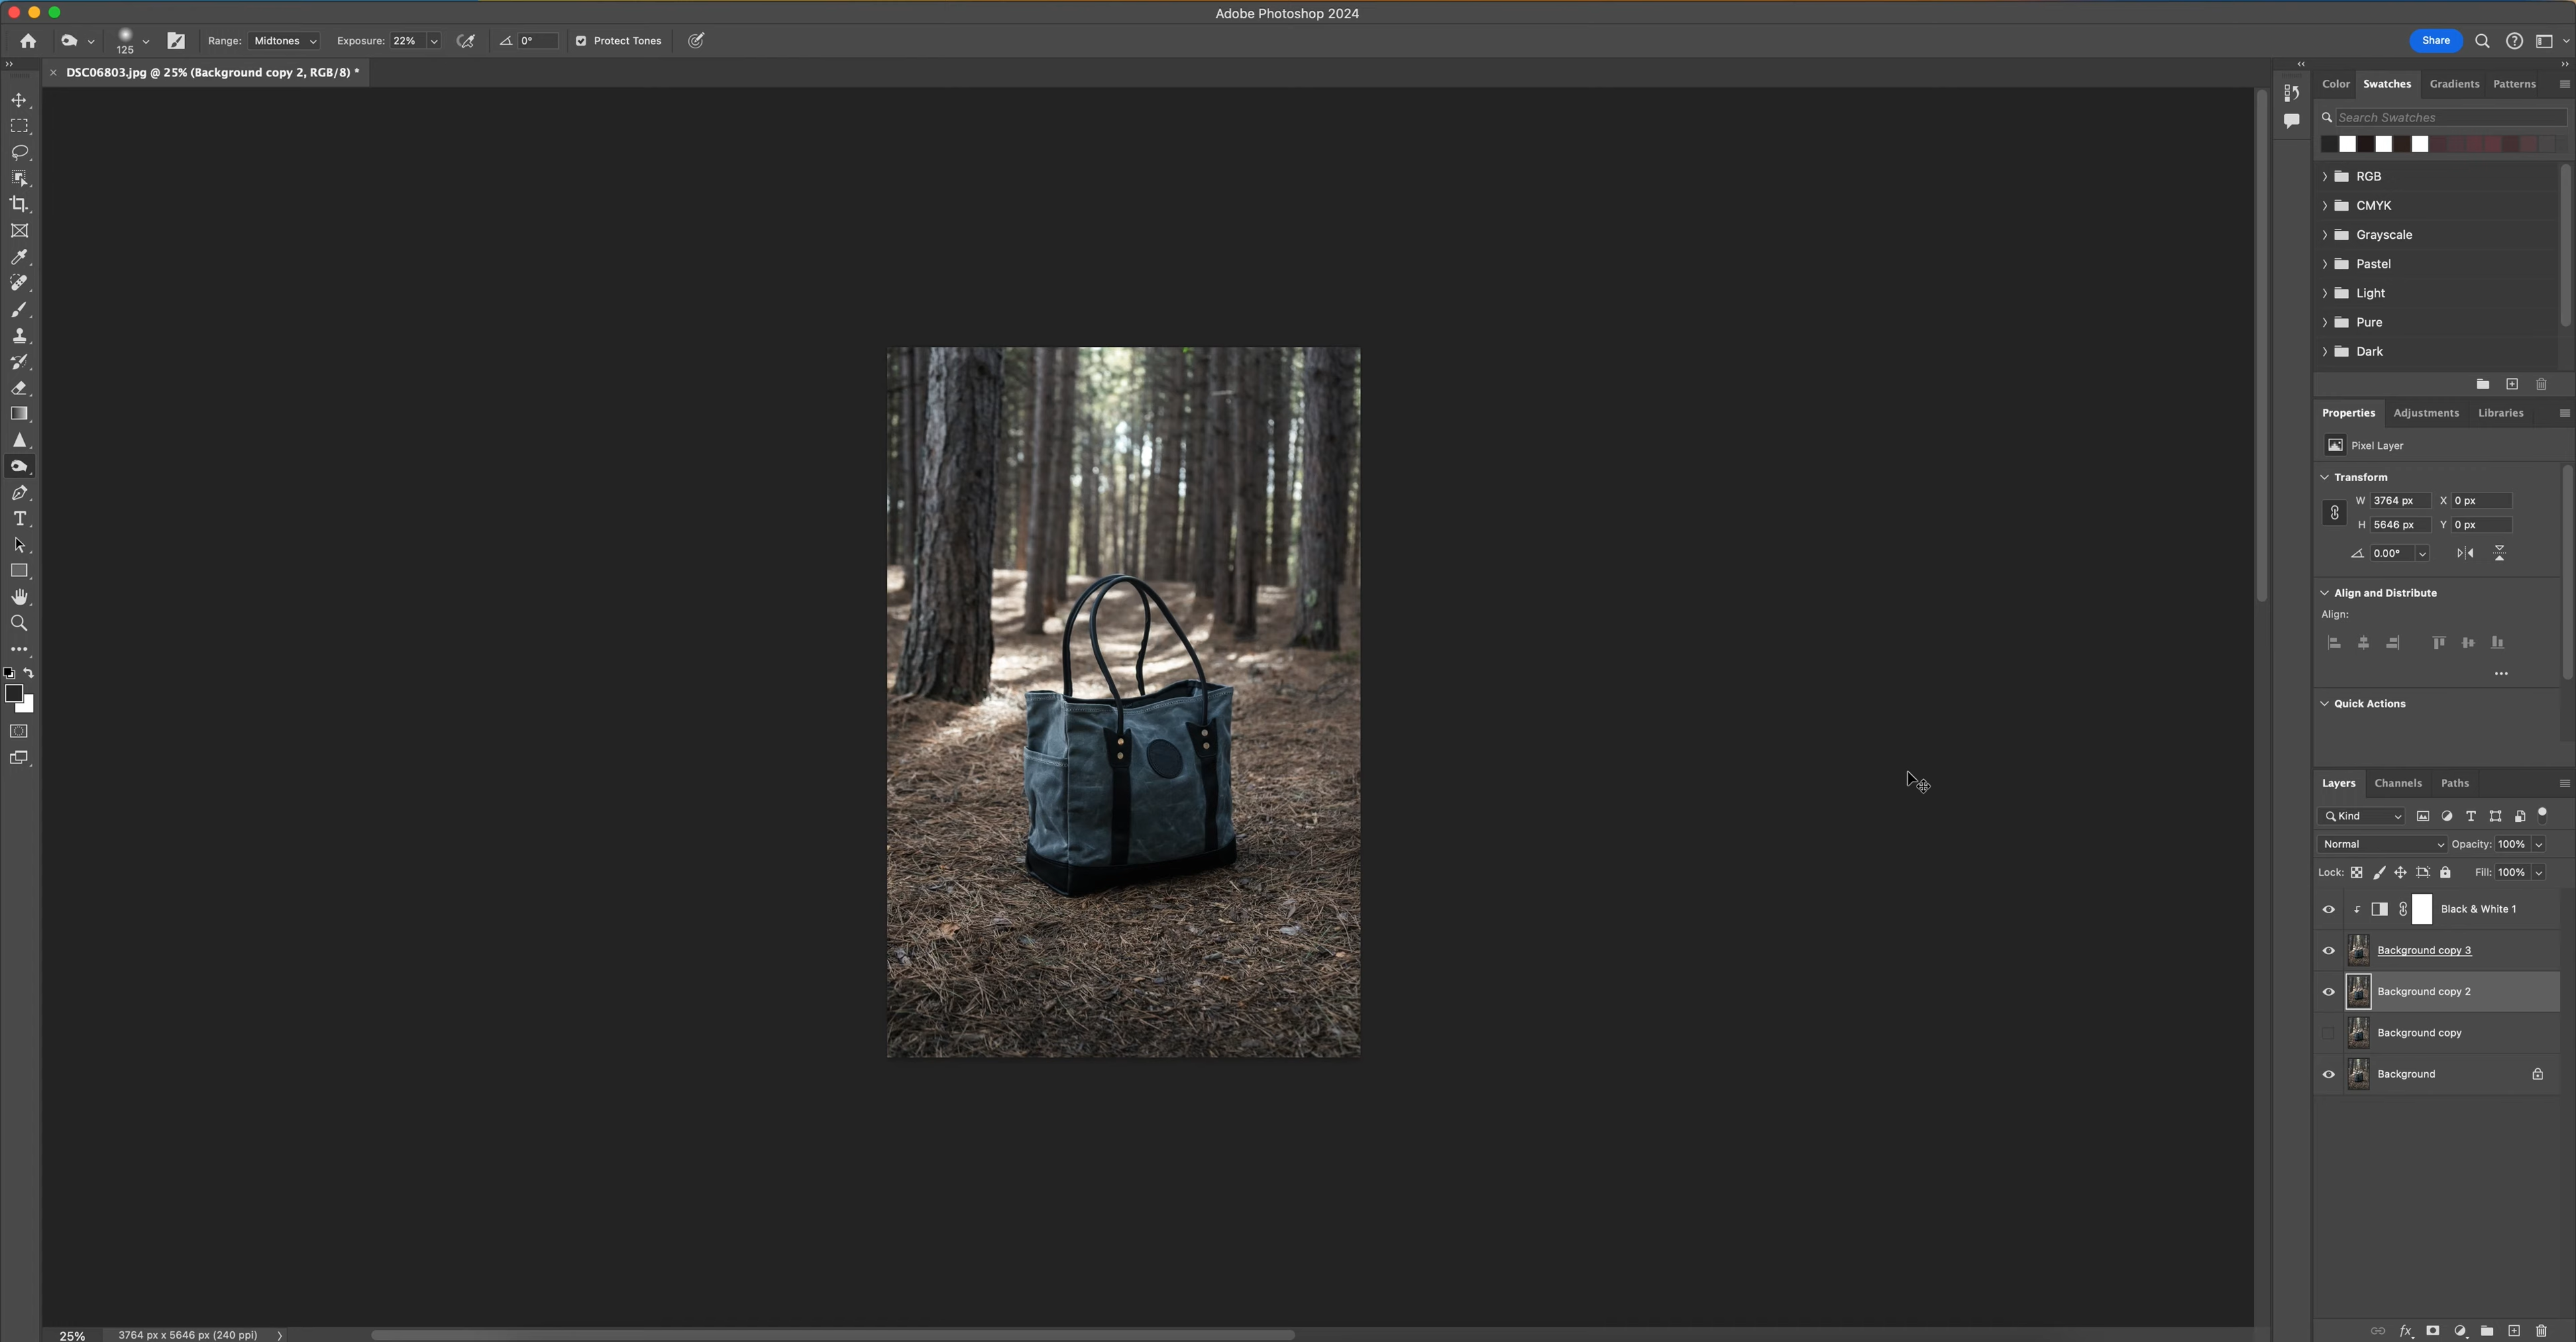 Adobe Photoshop 2024
125
Range: Midtones Exposure: 22% 0° Protect Tones
Share
DSC06803.jpg @ 25% (Background copy 2, RGB/8) *
Color Swatches Gradients Patterns
Search Swatches
RGB
CMYK
Grayscale
Pastel
Light
Pure
Dark
Properties Adjustments Libraries
Pixel Layer
Transform
W 3764 px X 0 px
H 5646 px Y 0 px
0.00°
Align and Distribute
Align:
Quick Actions
Layers Channels Paths
Kind
Normal Opacity: 100%
Lock: Fill: 100%
Black & White 1
Background copy 3
Background copy 2
Background copy
Background
25% 3764 px x 5646 px (240 ppi)